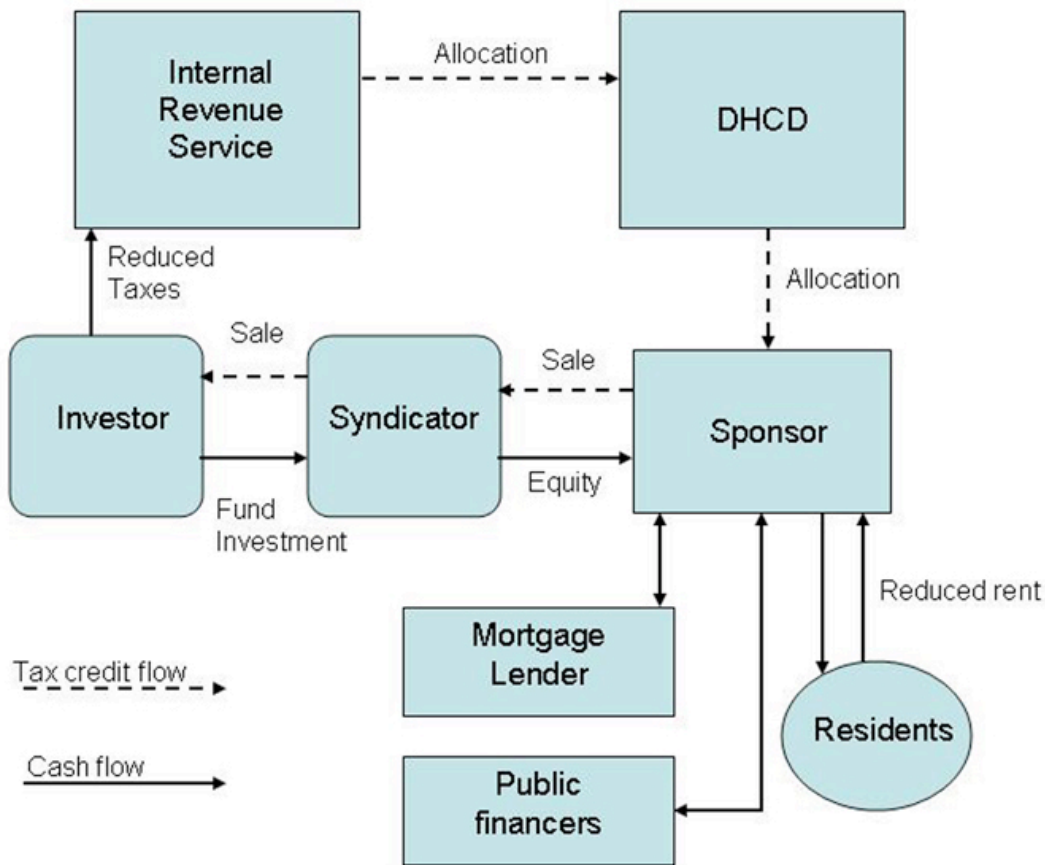 Internal
Revenue
Service
Allocation
DHCD
Reduced
Taxes
Allocation
Sale
Sale
Investor
Syndicator
Sponsor
Fund
Investment
Equity
Reduced rent
Mortgage
Lender
Tax credit flow
Residents
Cash flow
Public
financers